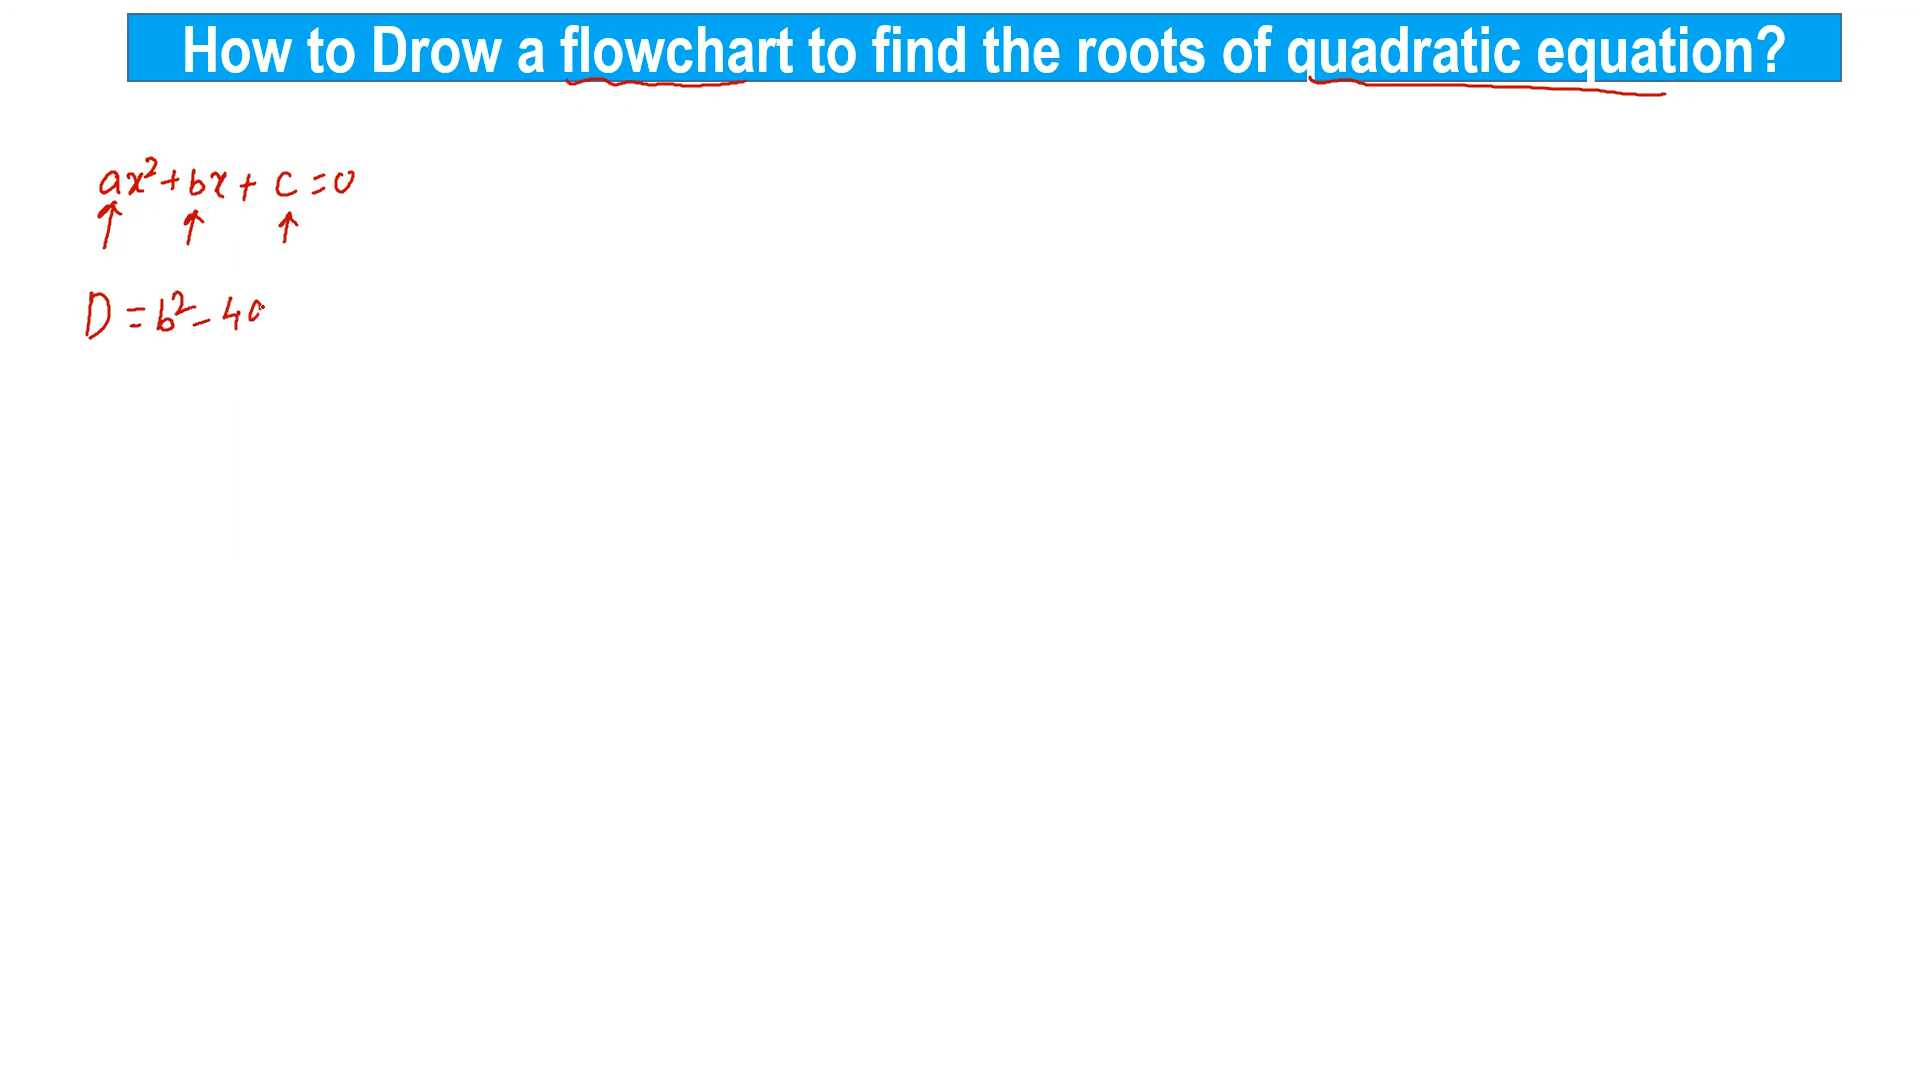 How to Drow a flowchart to find the roots of quadratic equation?
ax²+bx + c = 0
D = b² - 4a